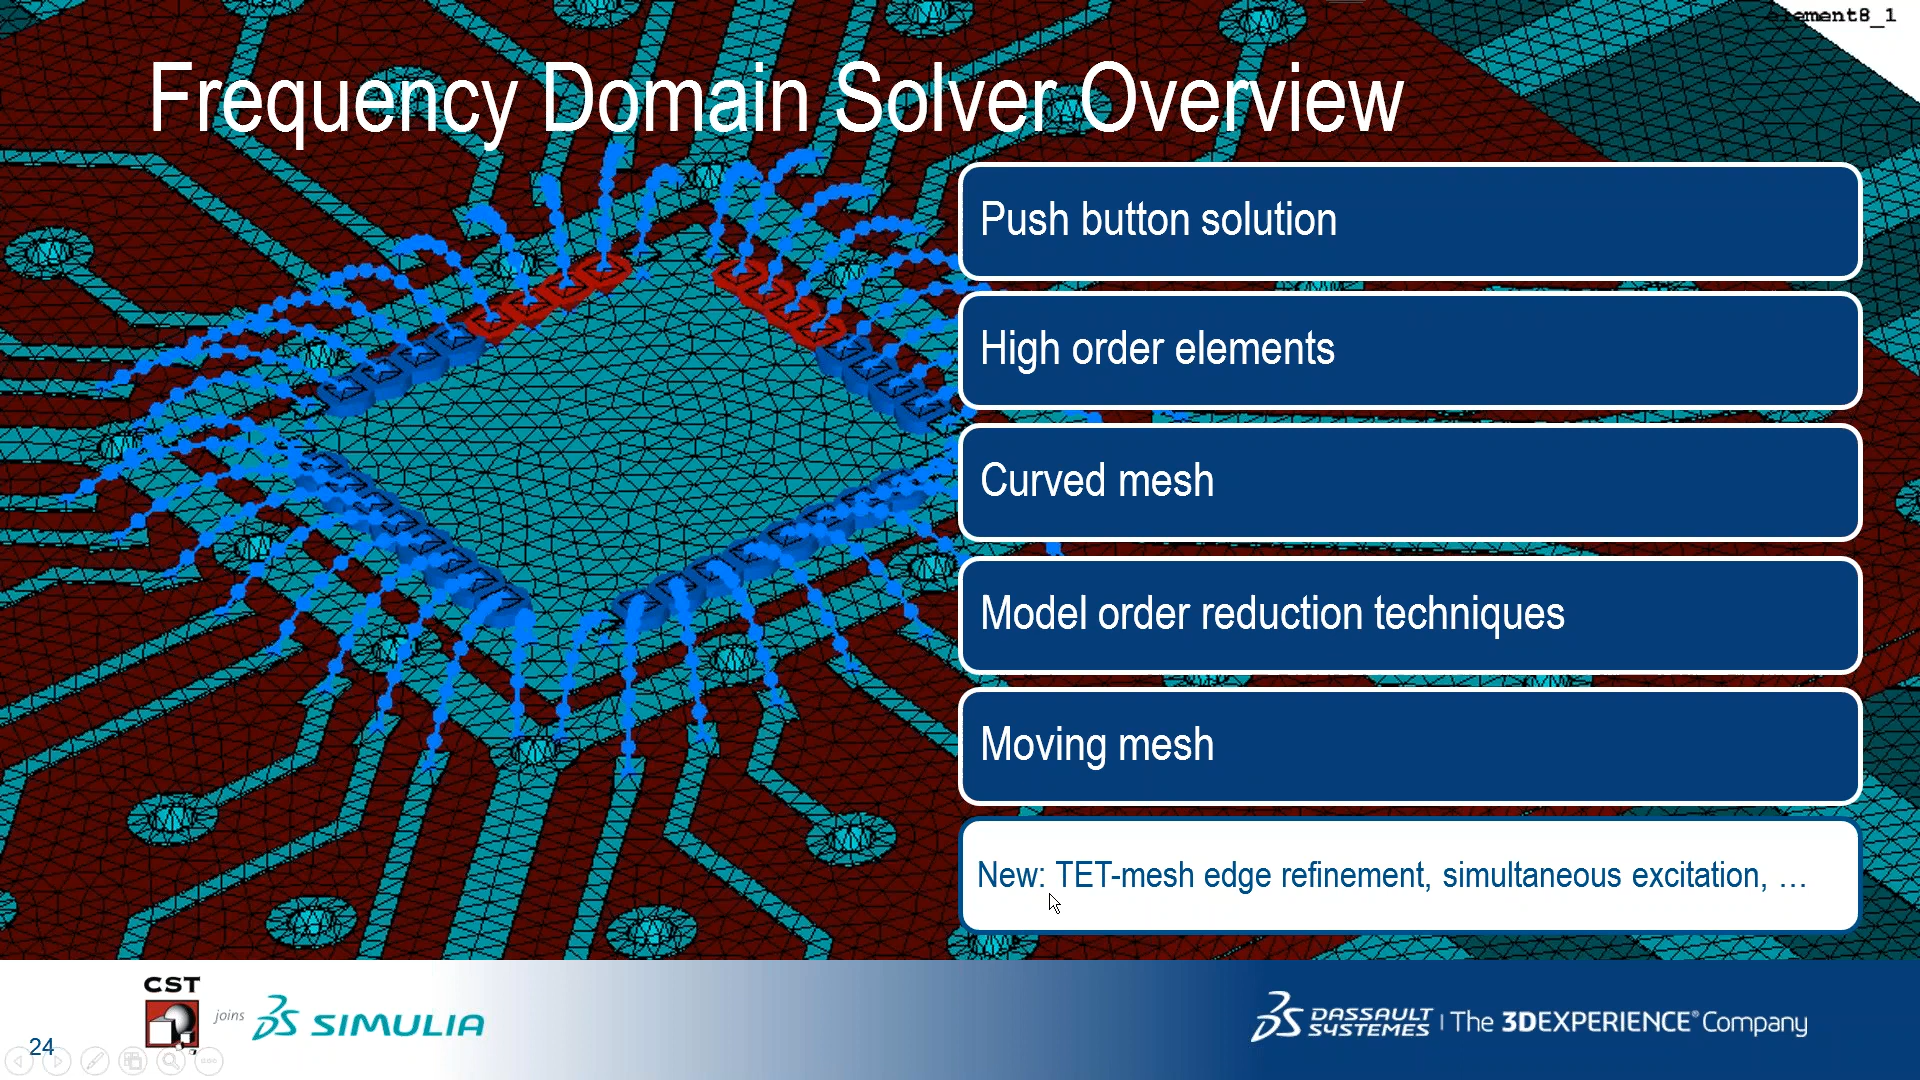 ement8_1
Frequency Domain Solver Overview
Push button solution
High order elements
Curved mesh
Model order reduction techniques
Moving mesh
New: TET-mesh edge refinement, simultaneous excitation, …
CST
joins
SIMULIA
DASSAULT
SYSTEMES | The 3DEXPERIENCE® Company
24